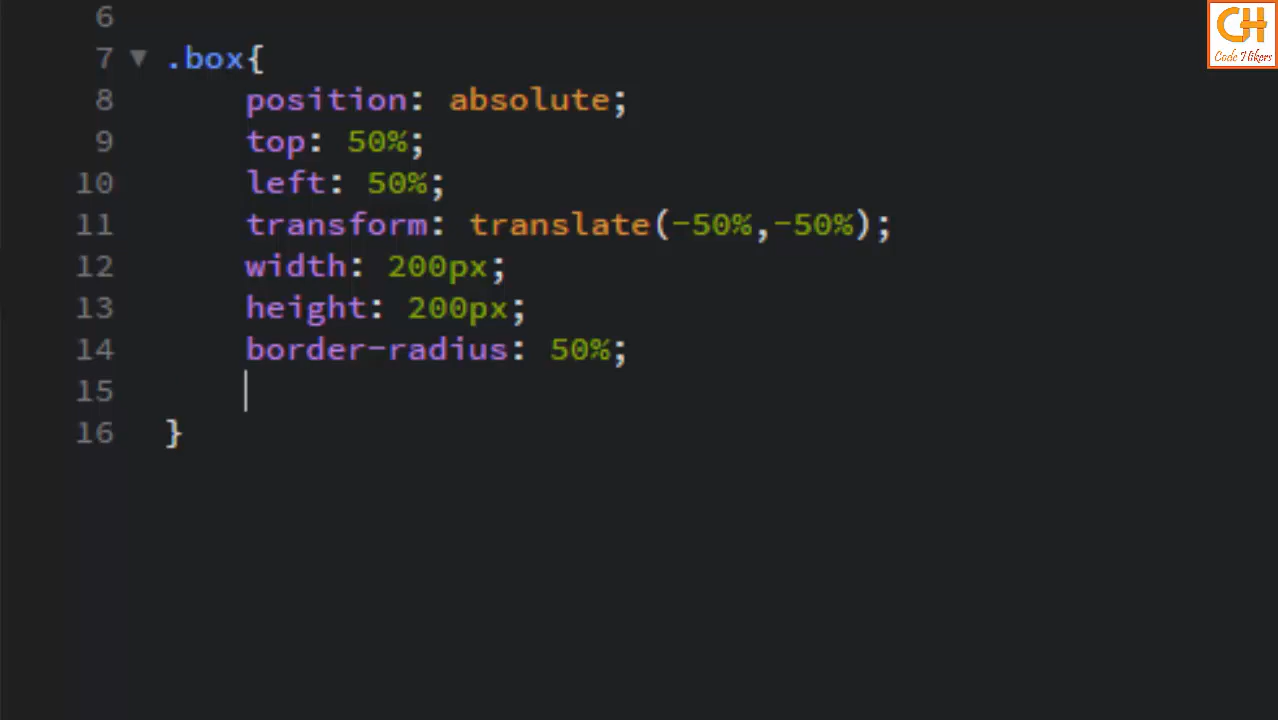 CH
Code Hikers
6
7 ▼ .box{
8 position: absolute;
9 top: 50%;
10 left: 50%;
11 transform: translate(-50%,-50%);
12 width: 200px;
13 height: 200px;
14 border-radius: 50%;
15
16 }